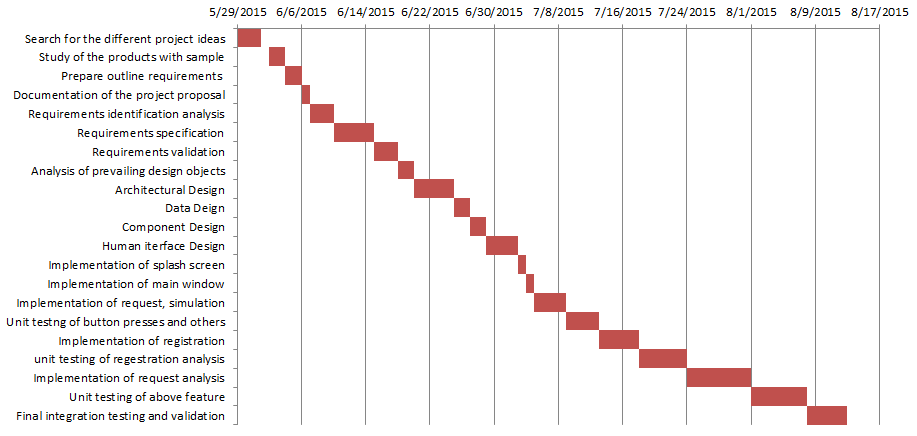 5/29/2015 6/6/2015 6/14/2015 6/22/2015 6/30/2015 7/8/2015 7/16/2015 7/24/2015 8/1/2015 8/9/2015 8/17/2015
Search for the different project ideas
Study of the products with sample
Prepare outline requirements
Documentation of the project proposal
Requirements identification analysis
Requirements specification
Requirements validation
Analysis of prevailing design objects
Architectural Design
Data Deign
Component Design
Human iterface Design
Implementation of splash screen
Implementation of main window
Implementation of request, simulation
Unit testng of button presses and others
Implementation of registration
unit testing of regestration analysis
Implementation of request analysis
Unit testing of above feature
Final integration testing and validation